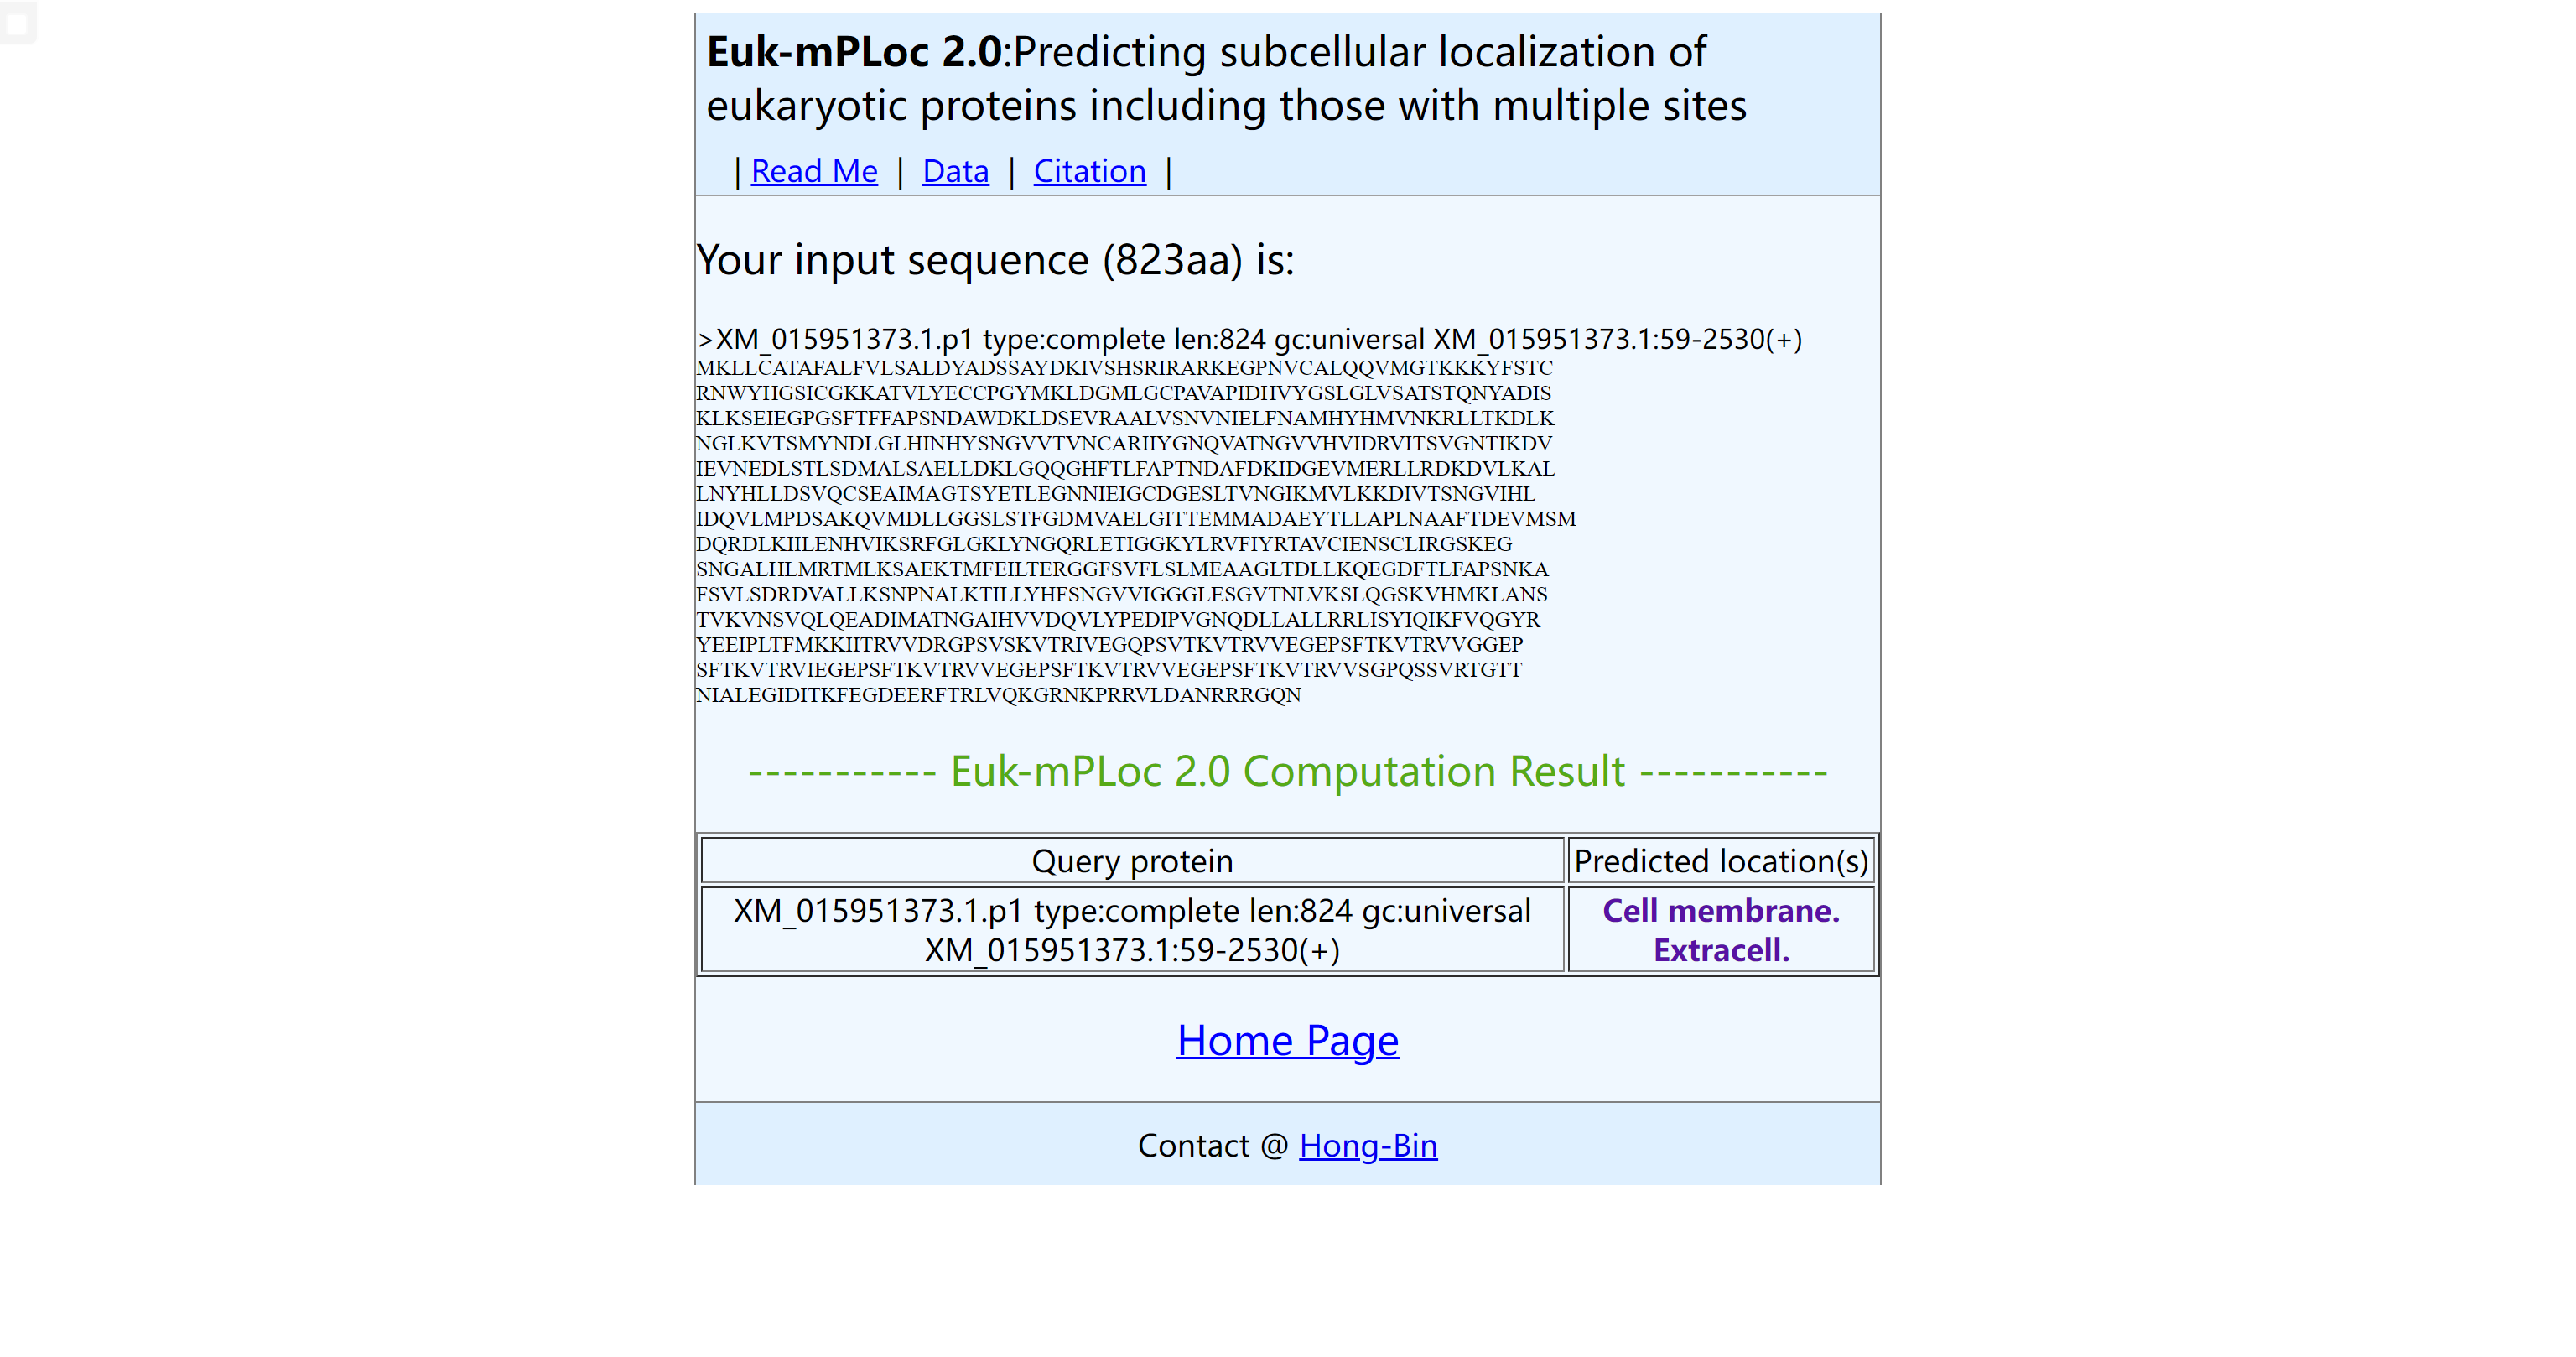 Euk-mPLoc 2.0:Predicting subcellular localization of
eukaryotic proteins including those with multiple sites
| Read Me | Data | Citation |
Your input sequence (823aa) is:
>XM_015951373.1.p1 type:complete len:824 gc:universal XM_015951373.1:59-2530(+)
MKLLCATAFALFVLSALDYADSSAYDKIVSHSRIRARKEGPNVCALQQVMGTKKKYFSTC
RNWYHGSICGKKATVLYECCPGYMKLDGMLGCPAVAPIDHVYGSLGLVSATSTQNYADIS
KLKSEIEGPGSFTFFAPSNDAWDKLDSEVRAALVSNVNIELFNAMHYHMVNKRLLTKDLK
NGLKVTSMYNDLGLHINHYSNGVVTVNCARIIYGNQVATNGVVHVIDRVITSVGNTIKDV
IEVNEDLSTLSDMALSAELLDKLGQQGHFTLFAPTNDAFDKIDGEVMERLLRDKDVLKAL
LNYHLLDSVQCSEAIMAGTSYETLEGNNIEIGCDGESLTVNGIKMVLKKDIVTSNGVIHL
IDQVLMPDSAKQVMDLLGGSLSTFGDMVAELGITTEMMADAEYTLLAPLNAAFTDEVMSM
DQRDLKIILENHVIKSRFGLGKLYNGQRLETIGGKYLRVFIYRTAVCIENSCLIRGSKEG
SNGALHLMRTMLKSAEKTMFEILTERGGFSVFLSLMEAAGLTDLLKQEGDFTLFAPSNKA
FSVLSDRDVALLKSNPNALKTILLYHFSNGVVIGGGLESGVTNLVKSLQGSKVHMKLANS
TVKVNSVQLQEADIMATNGAIHVVDQVLYPEDIPVGNQDLLALLRRLISYIQIKFVQGYR
YEEIPLTFMKKIITRVVDRGPSVSKVTRIVEGQPSVTKVTRVVEGEPSFTKVTRVVGGEP
SFTKVTRVIEGEPSFTKVTRVVEGEPSFTKVTRVVEGEPSFTKVTRVVSGPQSSVRTGTT
NIALEGIDITKFEGDEERFTRLVQKGRNKPRRVLDANRRRGQN
----------- Euk-mPLoc 2.0 Computation Result -----------
Query protein Predicted location(s)
XM_015951373.1.p1 type:complete len:824 gc:universal Cell membrane.
XM_015951373.1:59-2530(+) Extracell.
Home Page
Contact @ Hong-Bin